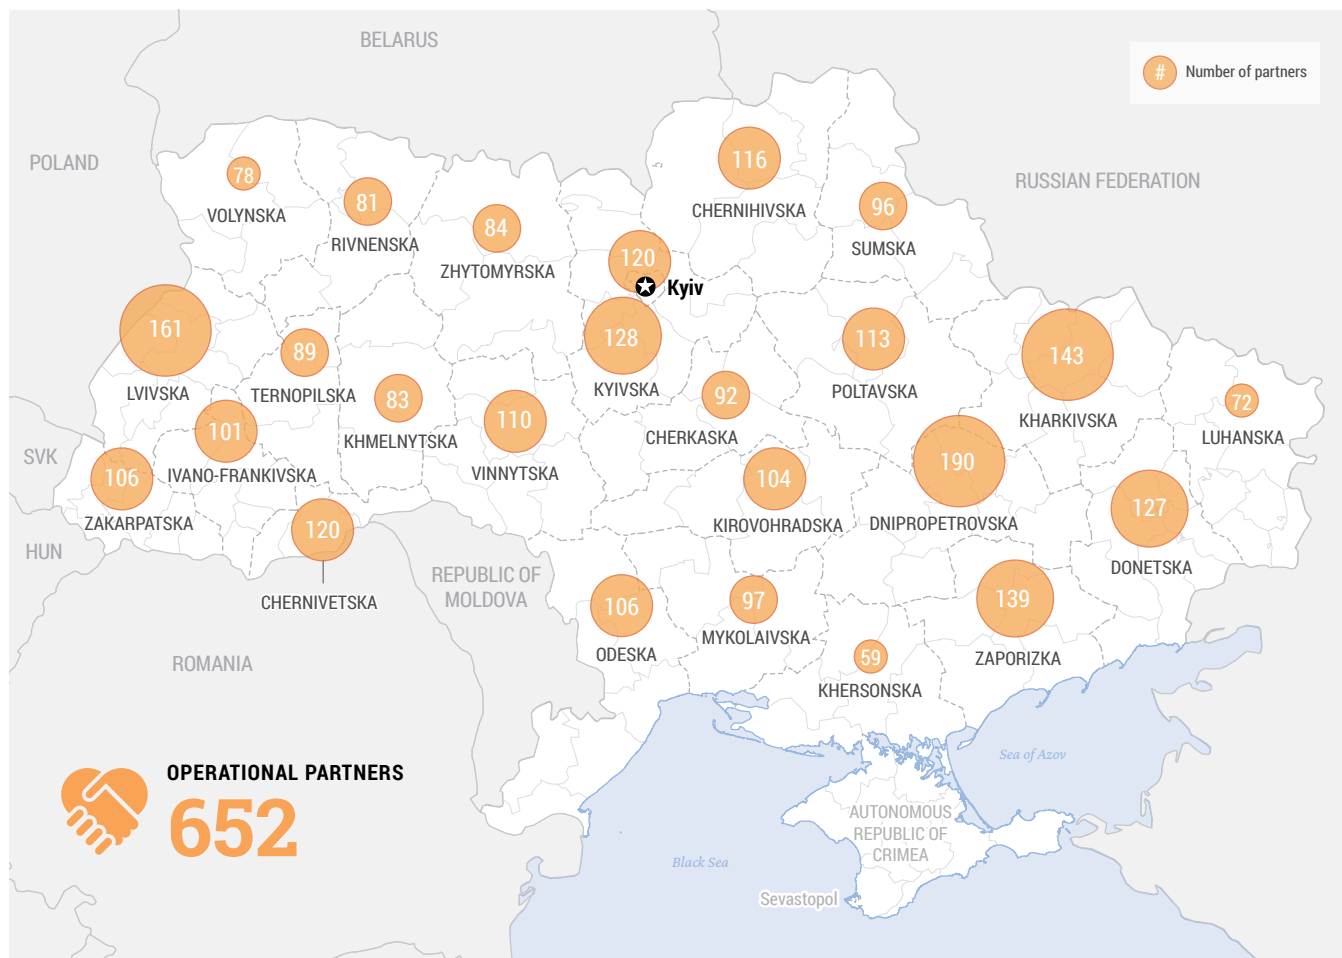 BELARUS
#
Number of partners
POLAND
RUSSIAN FEDERATION
116
CHERNIHIVSKA
78
VOLYNSKA
81
RIVNENSKA
84
ZHYTOMYRSKA
96
SUMSKA
120
Kyiv
128
KYIVSKA
161
LVIVSKA
89
TERNOPILSKA
83
KHMELNYTSKA
110
VINNYTSKA
92
CHERKASKA
113
POLTAVSKA
143
KHARKIVSKA
72
LUHANSKA
101
IVANO-FRANKIVSKA
SVK
106
ZAKARPATSKA
HUN
120
CHERNIVETSKA
104
KIROVOHRADSKA
190
DNIPROPETROVSKA
127
DONETSKA
REPUBLIC OF
MOLDOVA
106
ODESKA
97
MYKOLAIVSKA
139
ZAPORIZKA
59
KHERSONSKA
ROMANIA
OPERATIONAL PARTNERS
652
Sea of Azov
AUTONOMOUS
REPUBLIC OF
CRIMEA
Black Sea
Sevastopol